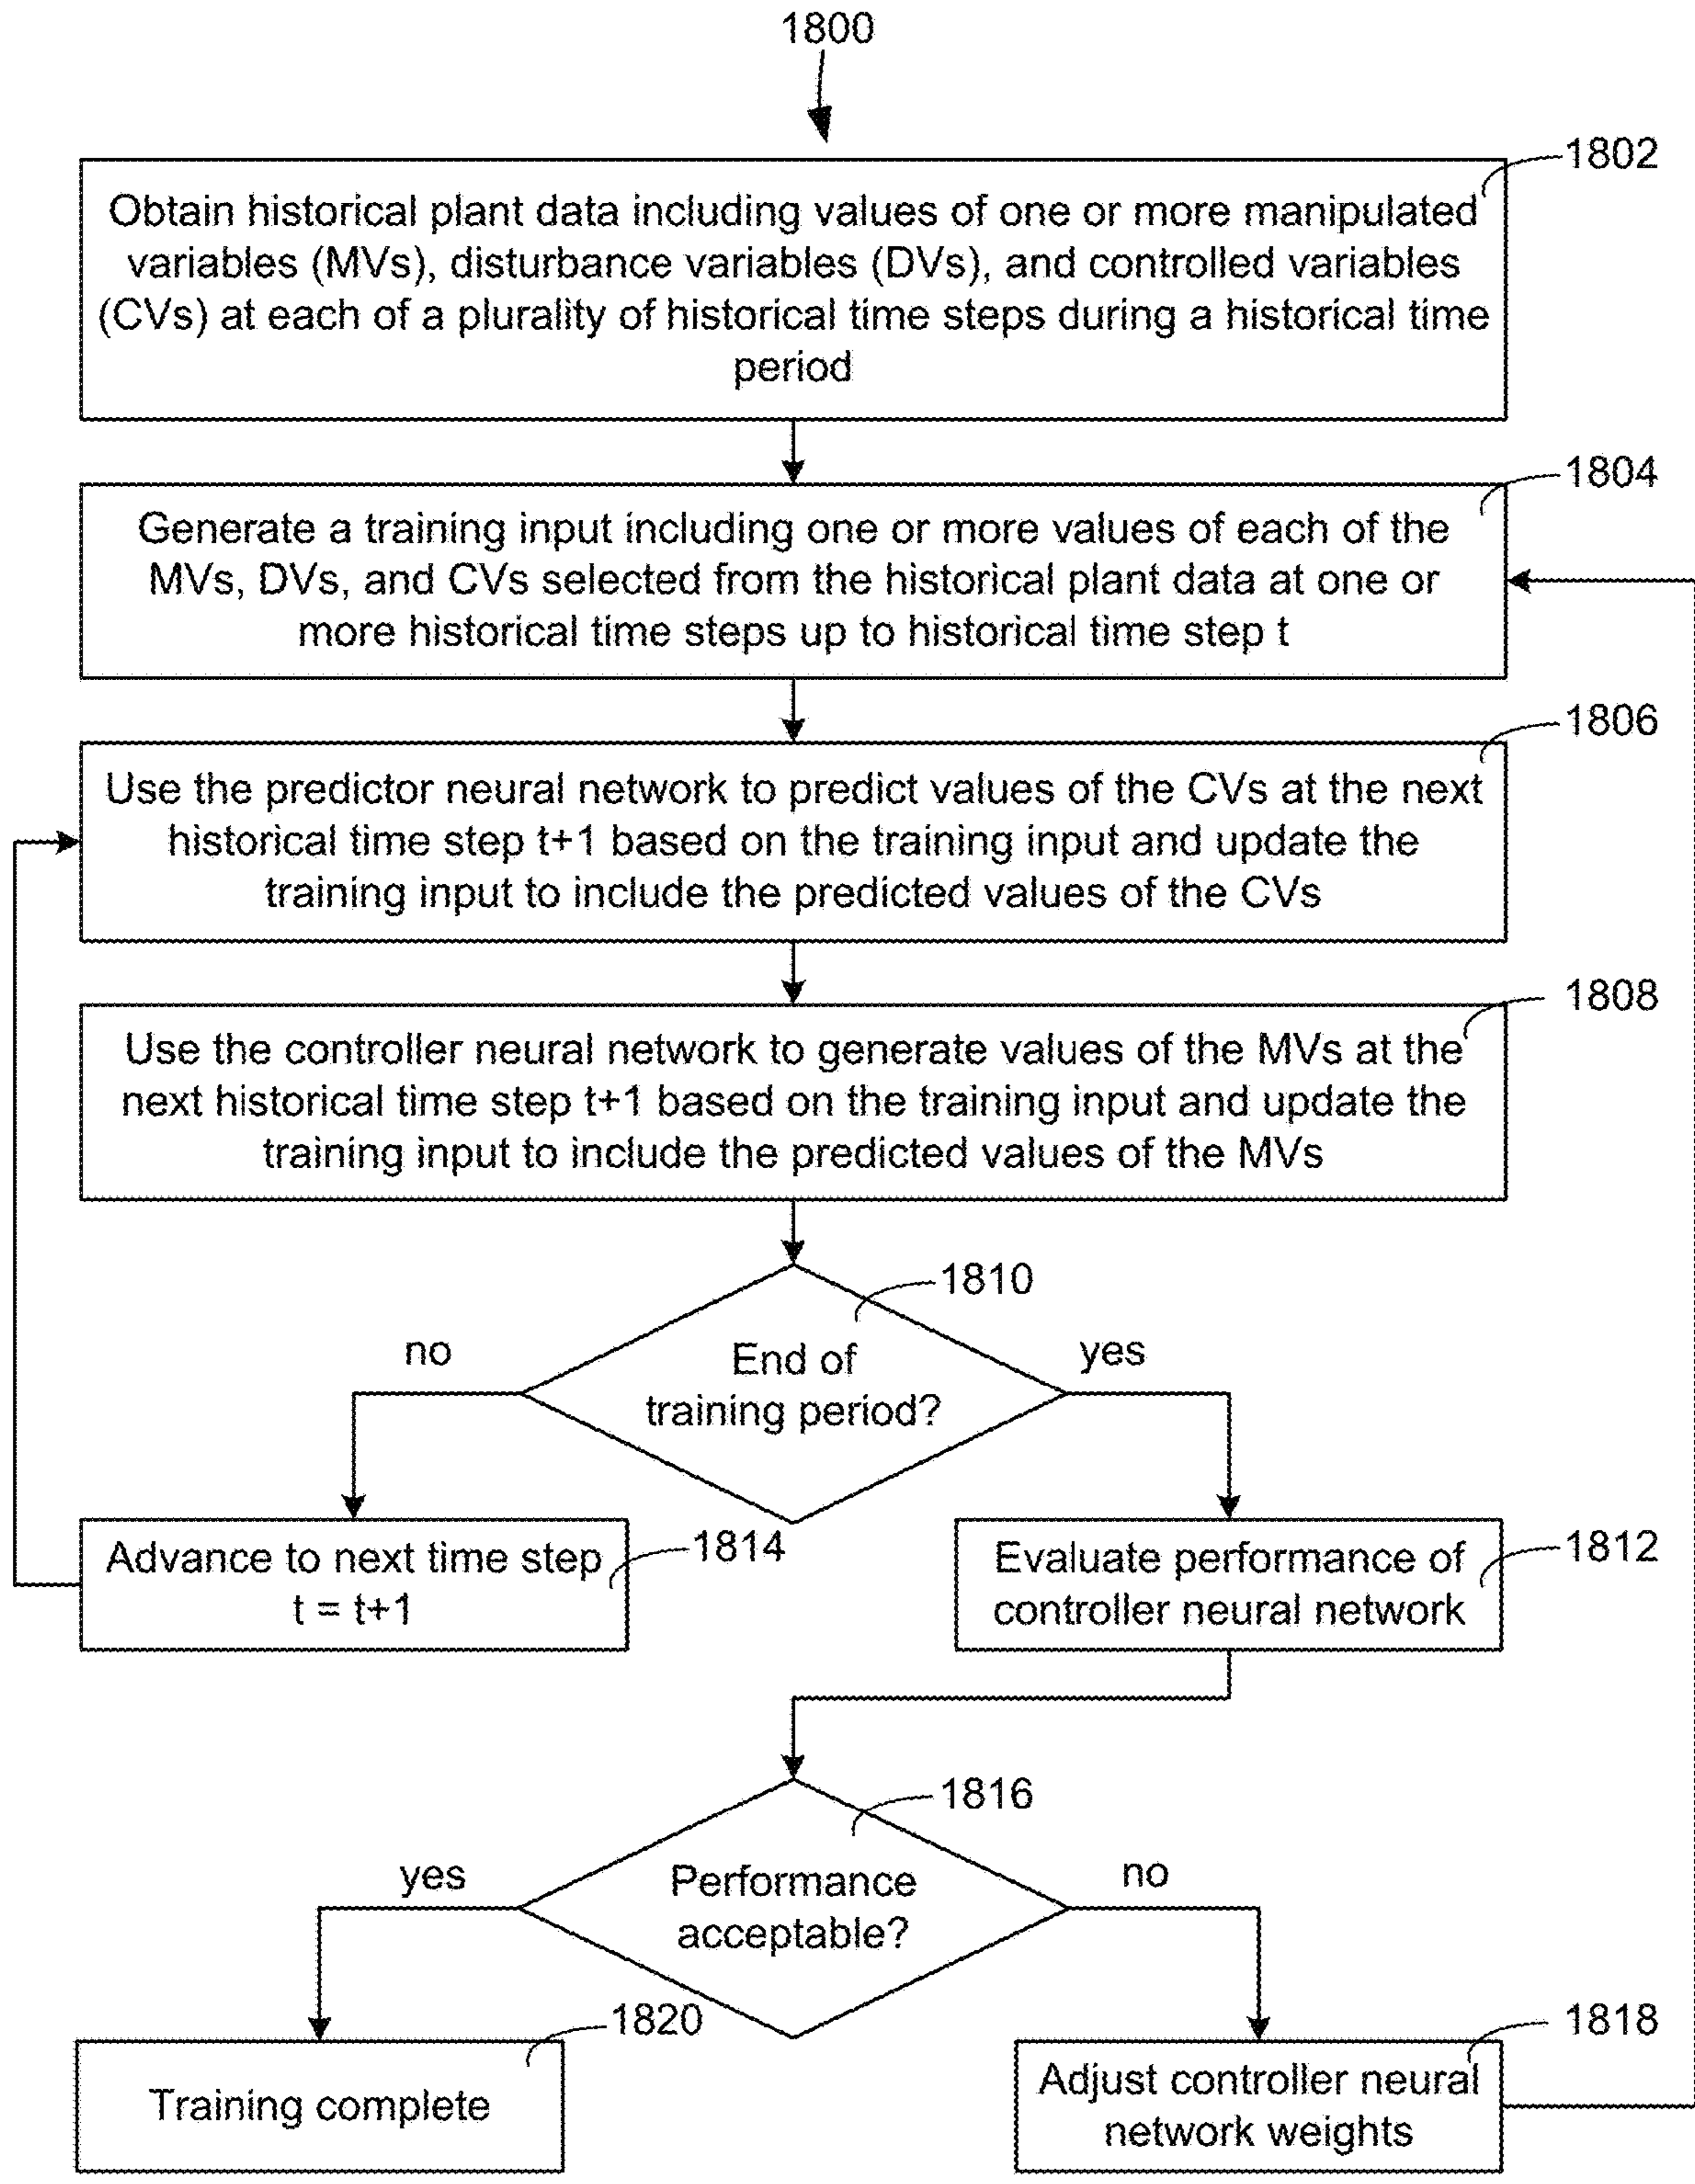 1800
1802
Obtain historical plant data including values of one or more manipulated
variables (MVs), disturbance variables (DVs), and controlled variables
(CVs) at each of a plurality of historical time steps during a historical time
period
1804
Generate a training input including one or more values of each of the
MVs, DVs, and CVs selected from the historical plant data at one or
more historical time steps up to historical time step t
1806
Use the predictor neural network to predict values of the CVs at the next
historical time step t+1 based on the training input and update the
training input to include the predicted values of the CVs
1808
Use the controller neural network to generate values of the MVs at the
next historical time step t+1 based on the training input and update the
training input to include the predicted values of the MVs
1810
no
yes
End of
training period?
1814
Advance to next time step
t = t+1
1812
Evaluate performance of
controller neural network
1816
yes
no
Performance
acceptable?
1820
Training complete
1818
Adjust controller neural
network weights